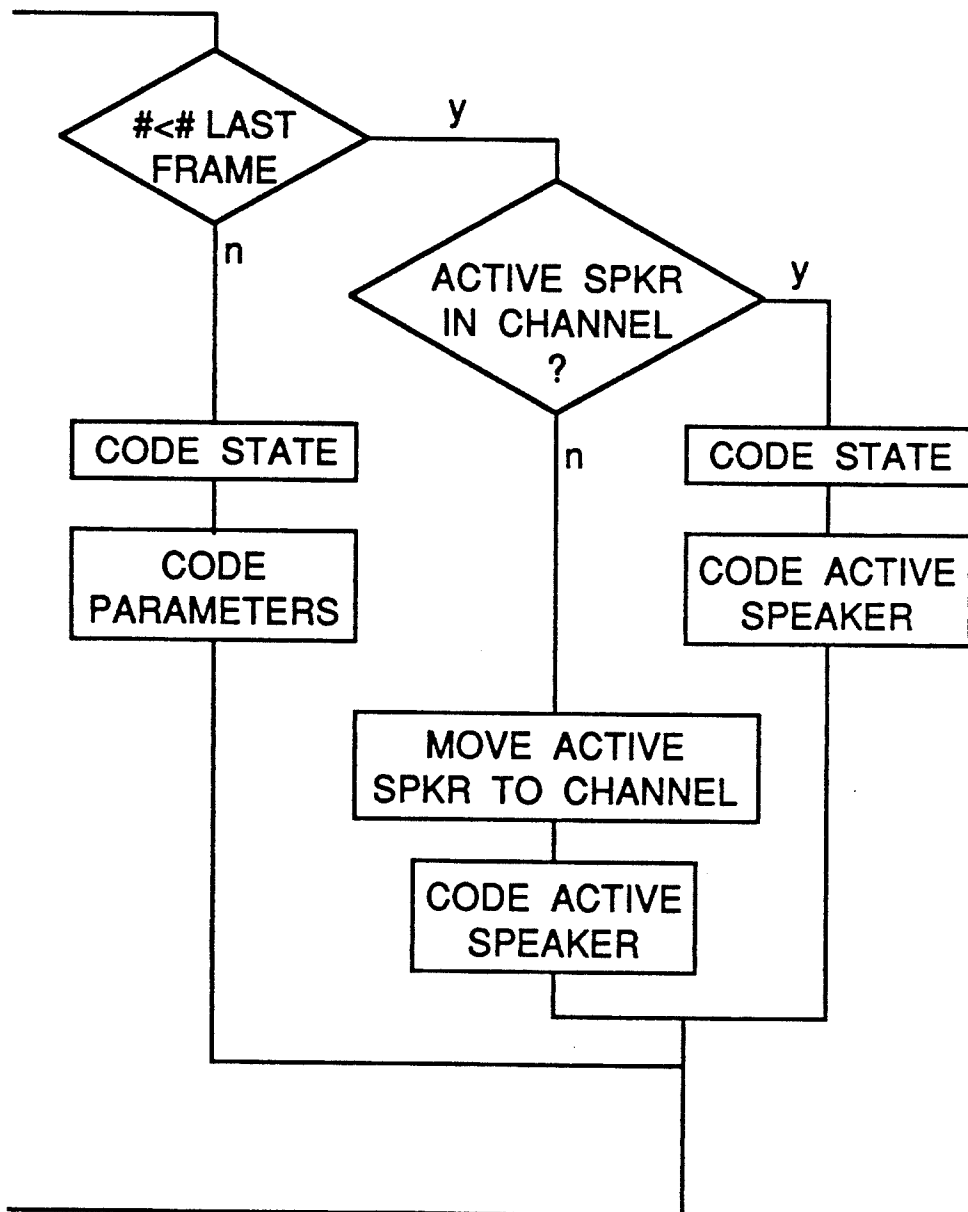 #<# LAST
FRAME
y
n
ACTIVE SPKR
IN CHANNEL
?
y
n
CODE STATE
CODE
PARAMETERS
CODE STATE
CODE ACTIVE
SPEAKER
MOVE ACTIVE
SPKR TO CHANNEL
CODE ACTIVE
SPEAKER